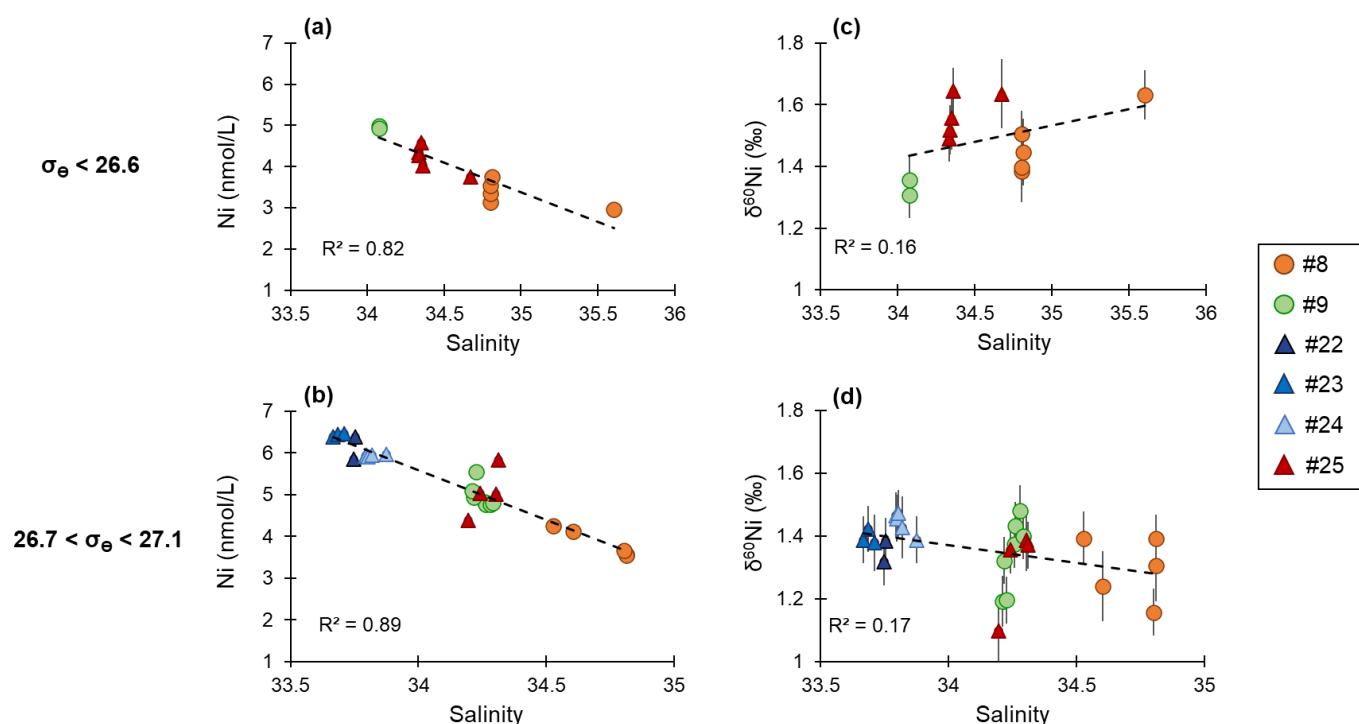 (a)
7
6
5
4
3
2
1
Ni (nmol/L)
R² = 0.82
33.5 34 34.5 35 35.5 36
Salinity
(c)
1.8
1.6
1.4
1.2
1
δ⁶⁰Ni (‰)
R² = 0.16
33.5 34 34.5 35 35.5 36
Salinity
σɵ < 26.6
(b)
7
6
5
4
3
2
1
Ni (nmol/L)
R² = 0.89
33.5 34 34.5 35
Salinity
(d)
1.8
1.6
1.4
1.2
1
δ⁶⁰Ni (‰)
R² = 0.17
33.5 34 34.5 35
Salinity
26.7 < σɵ < 27.1
#8
#9
#22
#23
#24
#25